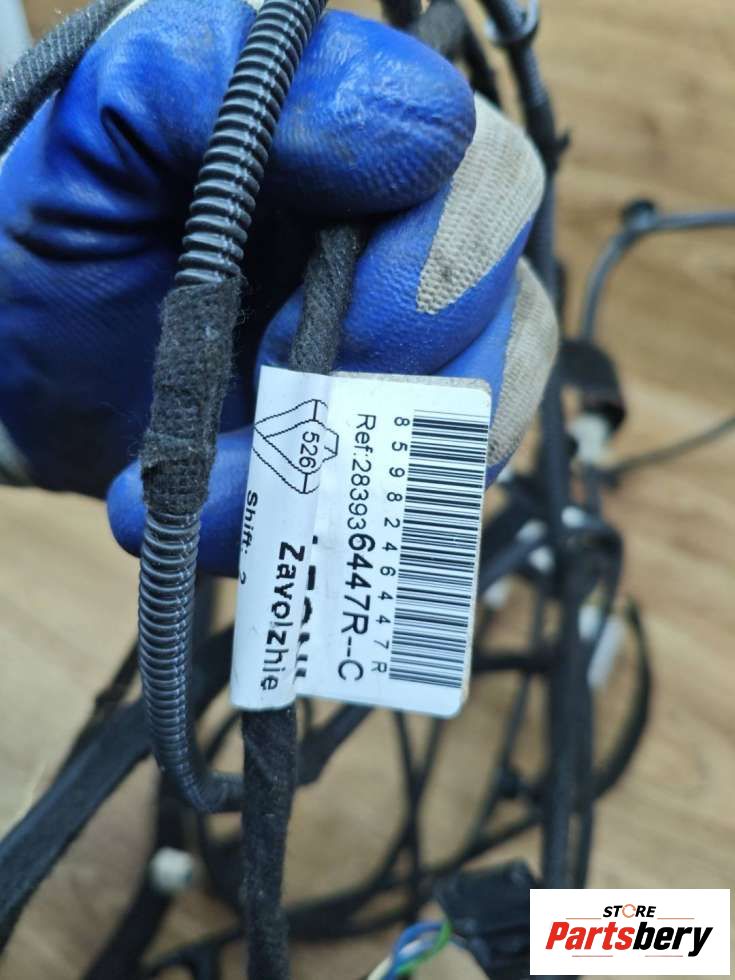 8598246447R
Ref:283936447R--C
526
Zavolzhie
Shift: 2
STORE
Partsbery